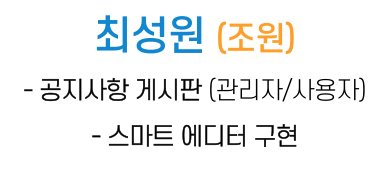 최성원 (조원)
- 공지사항 게시판 (관리자/사용자)
- 스마트 에디터 구현